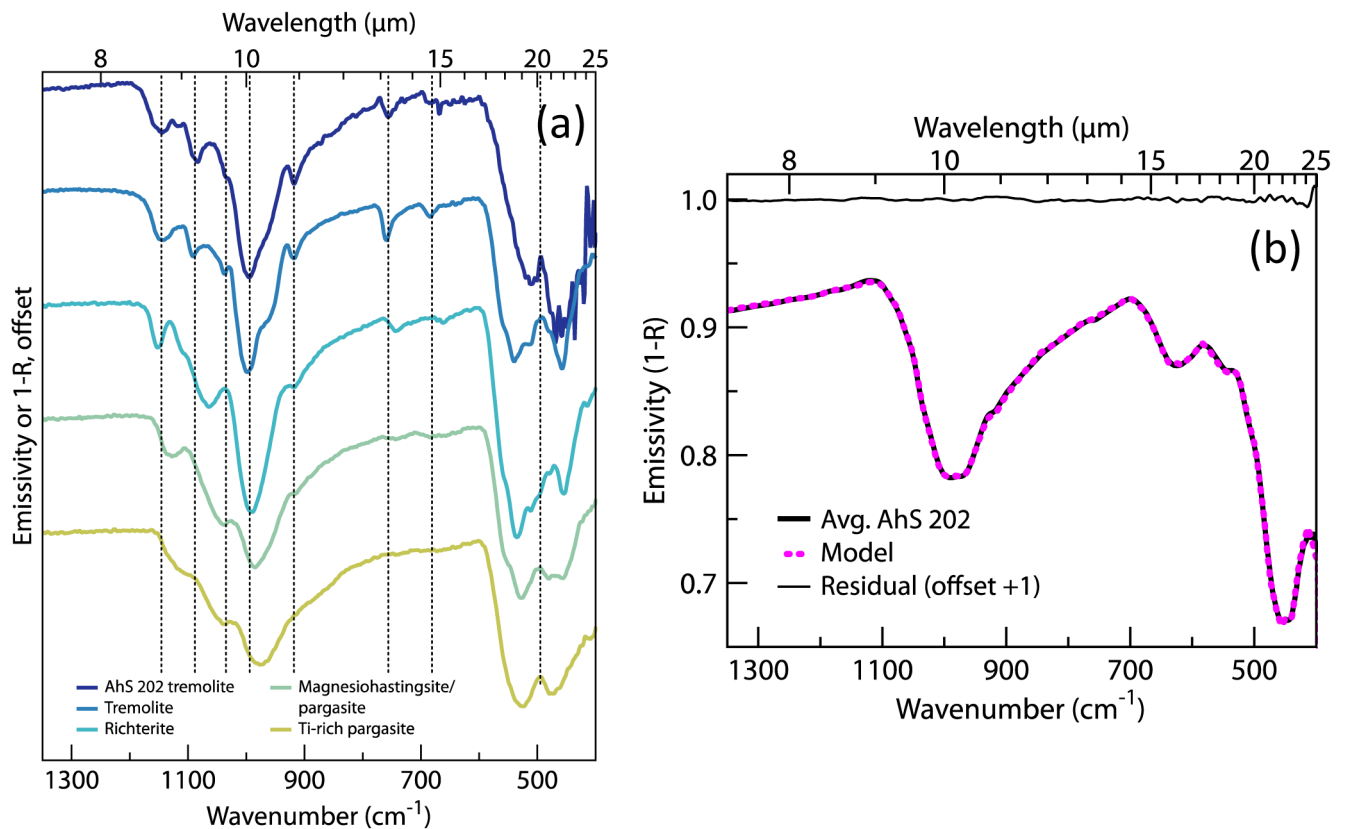 Wavelength (μm)
8 10 15 20 25
(a)
Emissivity or 1-R, offset
AhS 202 tremolite
Tremolite
Richterite
Magnesiohastingsite/
pargasite
Ti-rich pargasite
1300 1100 900 700 500
Wavenumber (cm-1)
Wavelength (μm)
8 10 15 20 25
1.0
0.9
0.8
0.7
(b)
Emissivity (1-R)
Avg. AhS 202
Model
Residual (offset +1)
1300 1100 900 700 500
Wavenumber (cm-1)